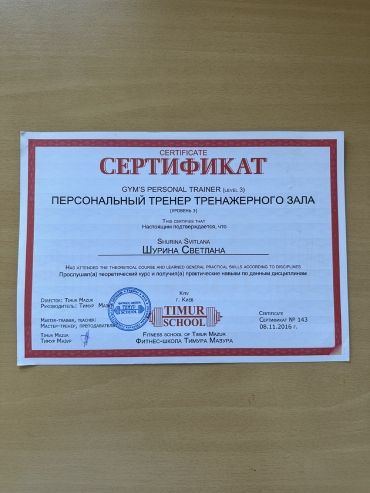 CERTIFICATE
СЕРТИФИКАТ
GYM'S PERSONAL TRAINER (LEVEL 3)
ПЕРСОНАЛЬНЫЙ ТРЕНЕР ТРЕНАЖЕРНОГО ЗАЛА
(УРОВЕНЬ 3)
THIS CERTIFIES THAT
Настоящим подтверждается, что
SHURINA SVITLANA
ШУРИНА СВЕТЛАНА
HAS ATTENDED THE THEORETICAL COURSE AND LEARNED GENERAL PRACTICAL SKILLS ACCORDING TO DISCIPLINES
Прослушал(а) теоретический курс и получил(а) практические навыки по данным дисциплинам
DIRECTOR: TIMUR MAZUR
РУКОВОДИТЕЛЬ: ТИМУР МАЗУР
MASTER-TRAINER, TEACHER:
МАСТЕР-ТРЕНЕР, ПРЕПОДАВАТЕЛЬ
TIMUR MAZUR
ТИМУР МАЗУР
KYIV
Г. КИЕВ
TIMUR
SCHOOL
FITNESS SCHOOL OF TIMUR MAZUR
ФИТНЕС-ШКОЛА ТИМУРА МАЗУРА
CERTIFICATE
СЕРТИФИКАТ № 143
08.11.2016 г.